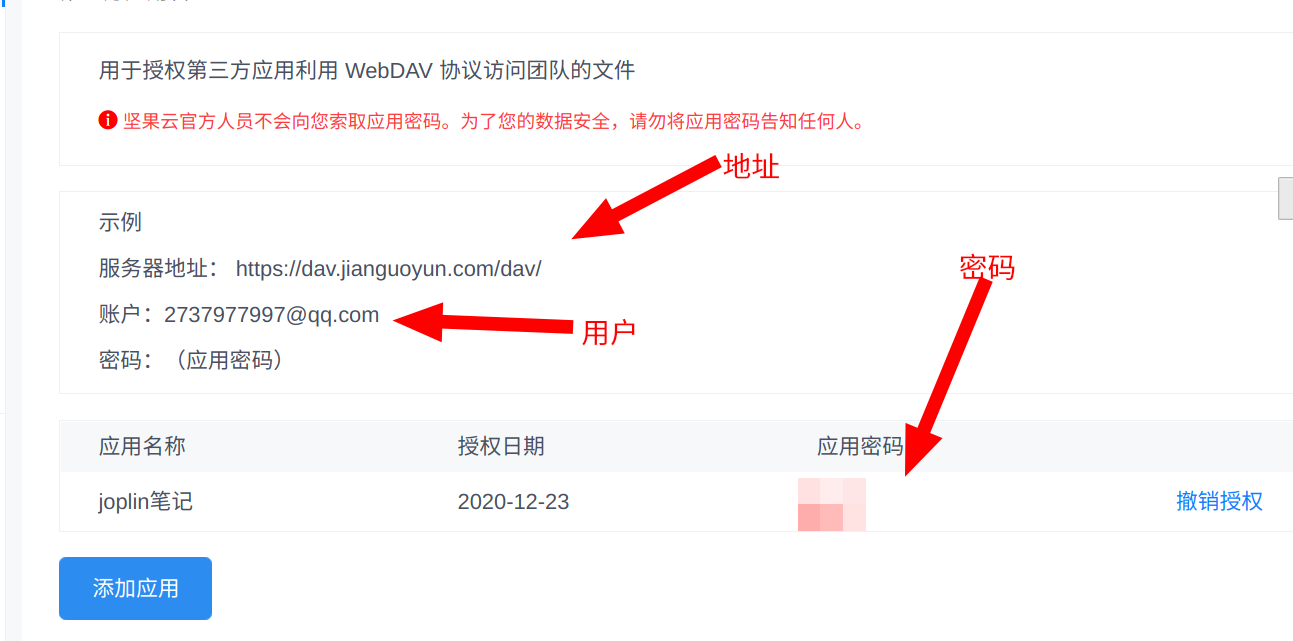 用于授权第三方应用利用 WebDAV 协议访问团队的文件
坚果云官方人员不会向您索取应用密码。为了您的数据安全，请勿将应用密码告知任何人。
地址
示例
服务器地址： https://dav.jianguoyun.com/dav/
密码
账户：2737977997@qq.com
用户
密码：（应用密码）
应用名称 授权日期 应用密码
joplin笔记 2020-12-23 撤销授权
添加应用